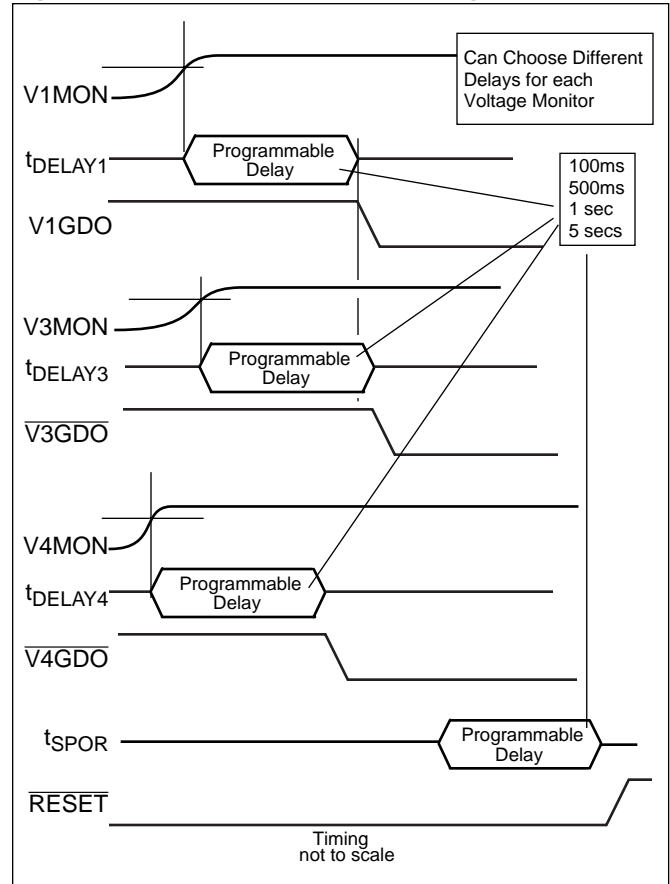 Can Choose Different
Delays for each
Voltage Monitor
V1MON
tDELAY1
Programmable
Delay
100ms
500ms
1 sec
5 secs
V1GDO
V3MON
tDELAY3
Programmable
Delay
V3GDO
V4MON
tDELAY4
Programmable
Delay
V4GDO
tSPOR
Programmable
Delay
RESET
Timing
not to scale